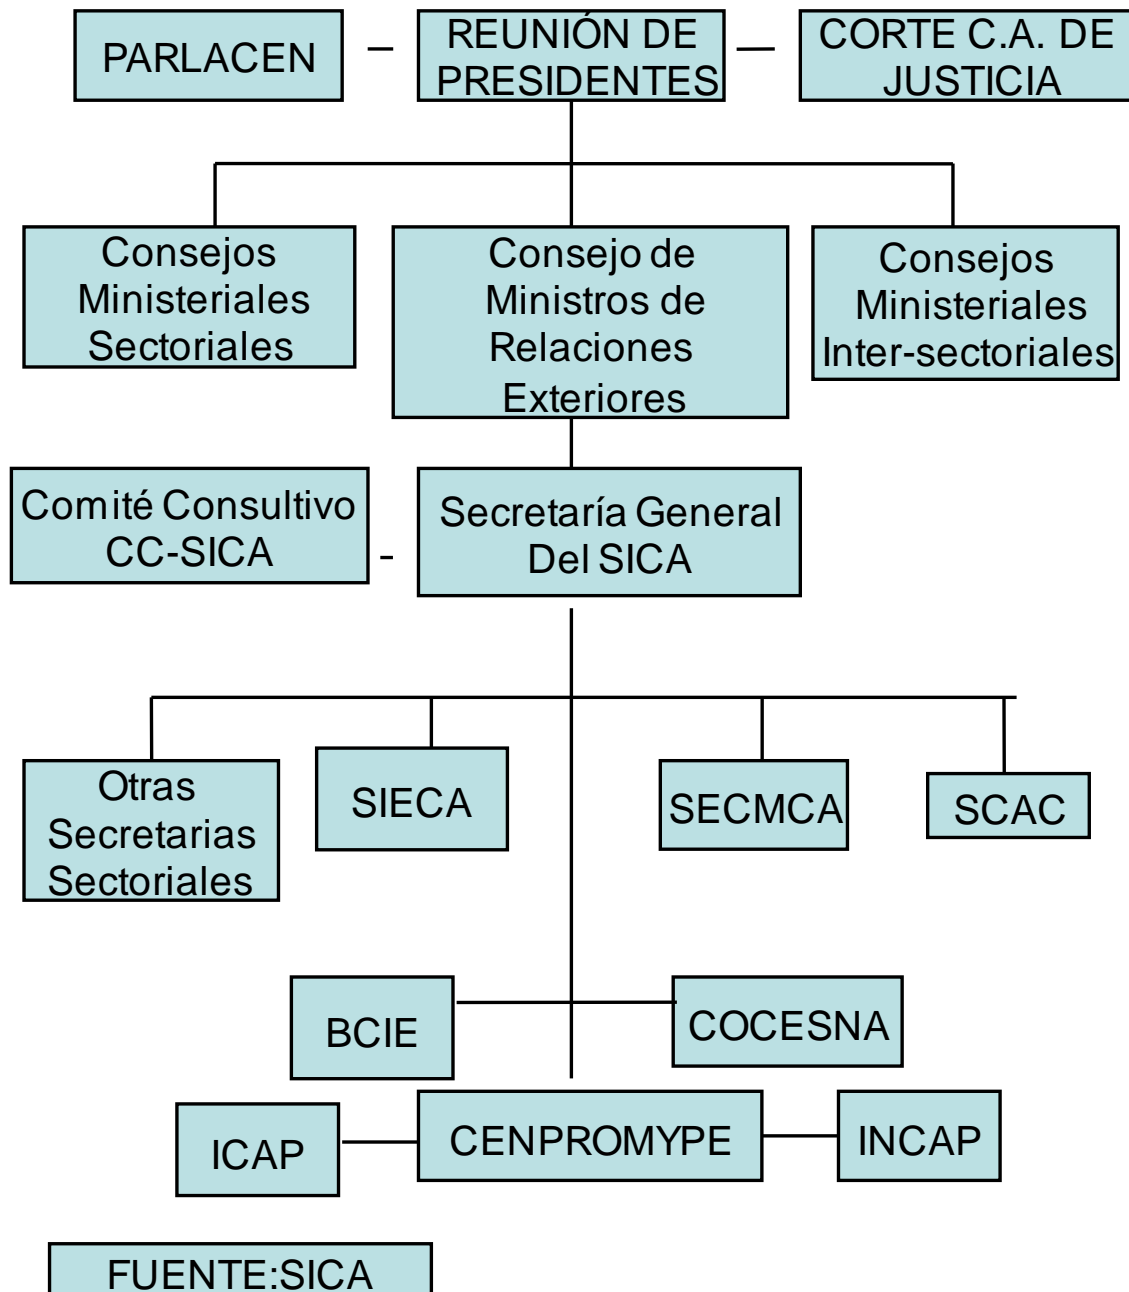 PARLACEN
REUNIÓN DE
PRESIDENTES
CORTE C.A. DE
JUSTICIA
Consejos
Ministeriales
Sectoriales
Consejo de
Ministros de
Relaciones
Exteriores
Consejos
Ministeriales
Inter-sectoriales
Comité Consultivo
CC-SICA
Secretaría General
Del SICA
Otras
Secretarias
Sectoriales
SIECA
SECMCA
SCAC
BCIE
COCESNA
ICAP
CENPROMYPE
INCAP
FUENTE:SICA